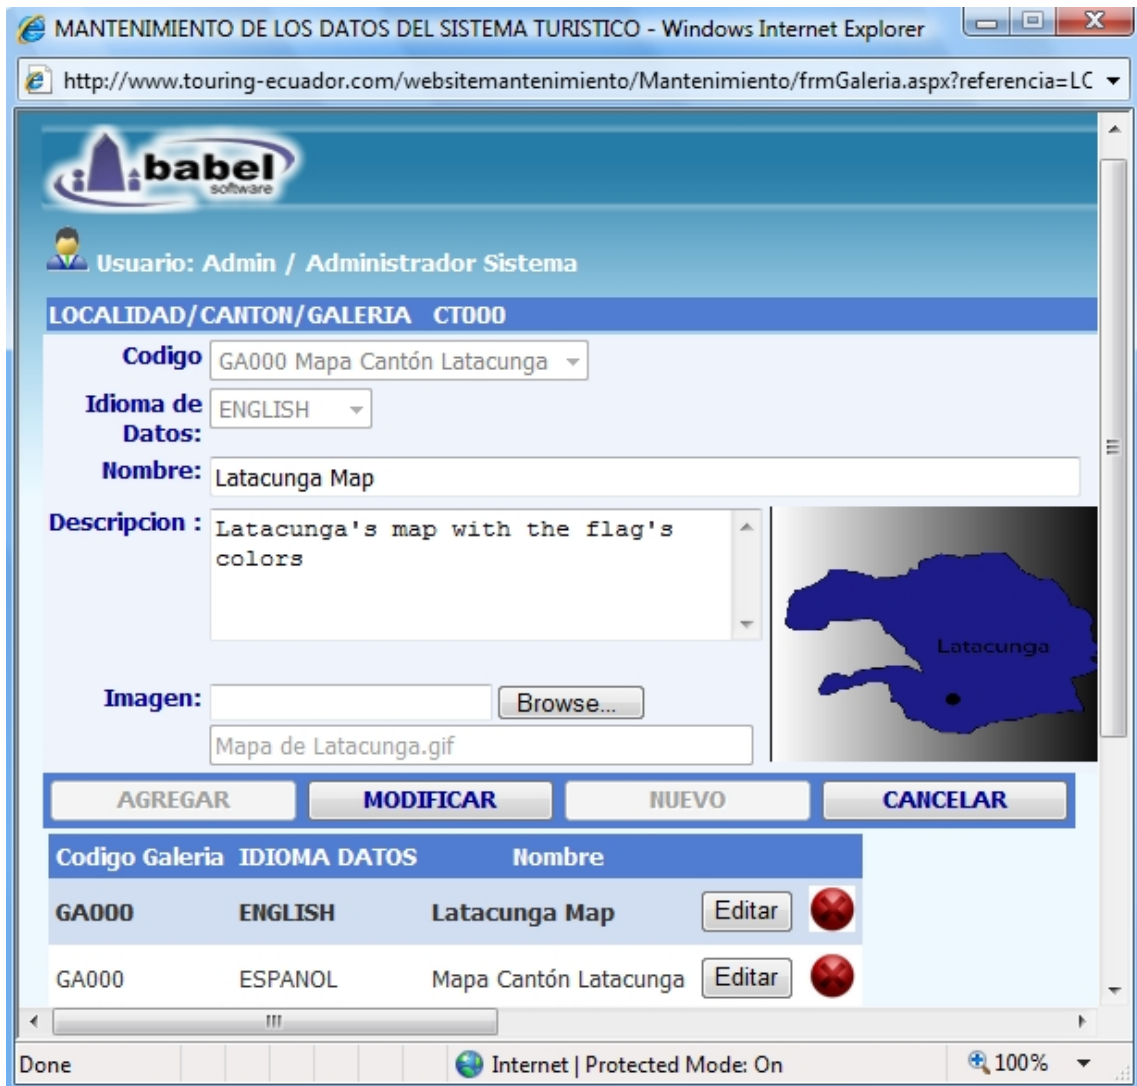 MANTENIMIENTO DE LOS DATOS DEL SISTEMA TURISTICO - Windows Internet Explorer
http://www.touring-ecuador.com/websitemantenimiento/Mantenimiento/frmGaleria.aspx?referencia=LC
babel
software
Usuario: Admin / Administrador Sistema
LOCALIDAD/CANTON/GALERIA CT000
Codigo GA000 Mapa Cantón Latacunga
Idioma de Datos: ENGLISH
Nombre: Latacunga Map
Descripcion : Latacunga's map with the flag's
colors
Latacunga
Imagen: Browse...
Mapa de Latacunga.gif
AGREGAR MODIFICAR NUEVO CANCELAR
Codigo Galeria IDIOMA DATOS Nombre
GA000 ENGLISH Latacunga Map Editar
GA000 ESPANOL Mapa Cantón Latacunga Editar
Done Internet | Protected Mode: On 100%